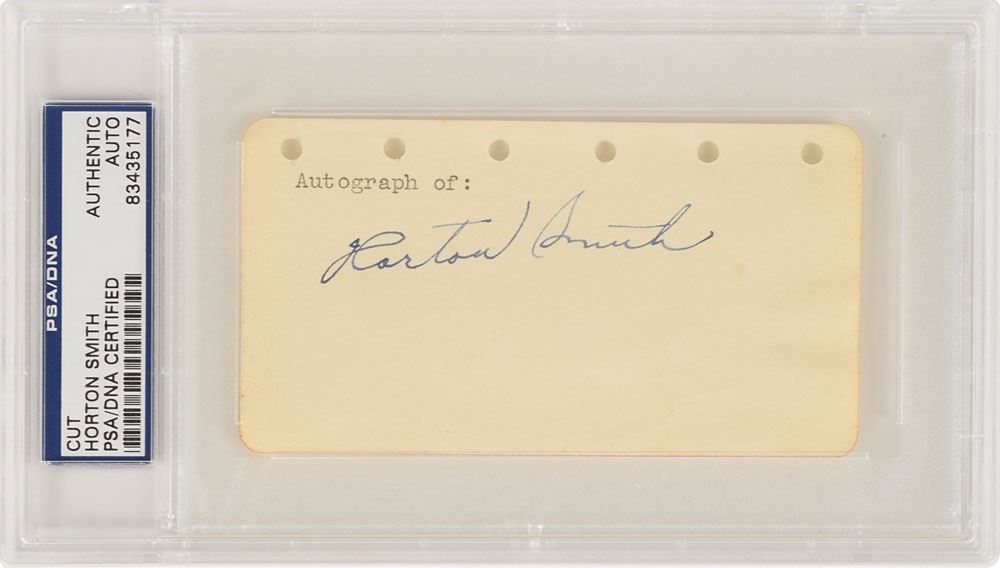 PSA/DNA
CUT
HORTON SMITH
PSA/DNA CERTIFIED
AUTHENTIC
AUTO
83435177
Autograph of:
Horton Smith